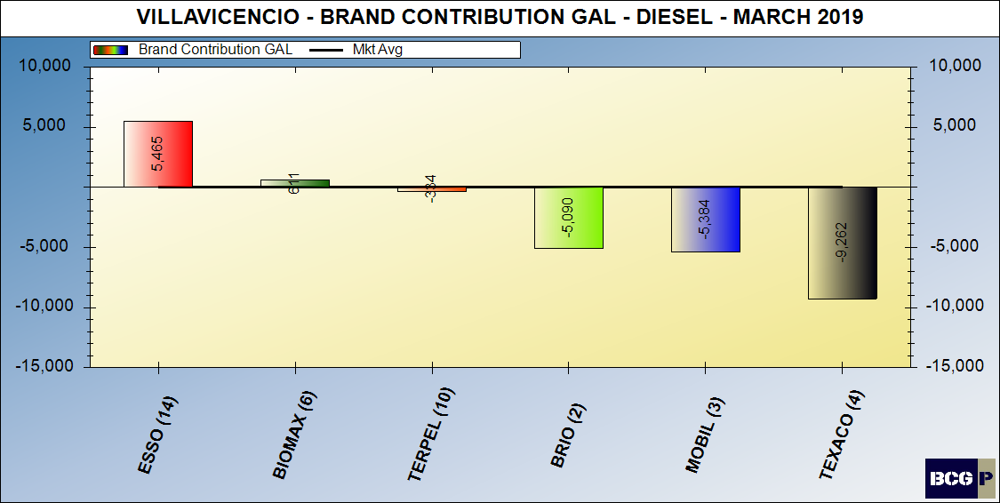 VILLAVICENCIO - BRAND CONTRIBUTION GAL - DIESEL - MARCH 2019
Brand Contribution GAL Mkt Avg
10,000 10,000
5,000 5,000
-5,000 -5,000
-10,000 -10,000
-15,000 -15,000
5,465
611
-334
-5,090
-5,384
-9,262
ESSO (14)
BIOMAX (6)
TERPEL (10)
BRIO (2)
MOBIL (3)
TEXACO (4)
BCG P